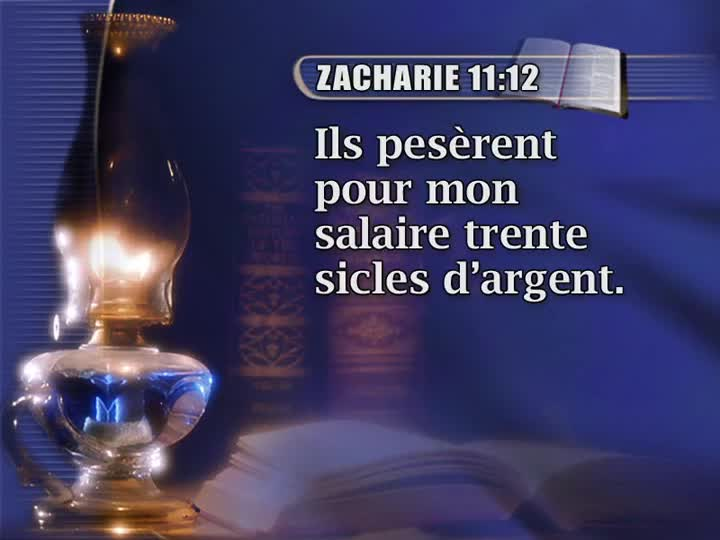 ZACHARIE 11:12
Ils pesèrent
pour mon
salaire trente
sicles d’argent.